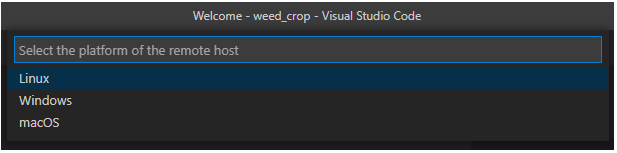 Welcome - weed_crop - Visual Studio Code
Select the platform of the remote host
Linux
Windows
macOS